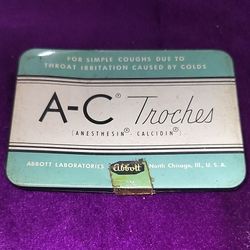 FOR SIMPLE COUGHS DUE TO
THROAT IRRITATION CAUSED BY COLDS
A-C® Troches
(ANESTHESIN® - CALCIDIN®)
ABBOTT LABORATORIES Abbott North Chicago, Ill., U.S.A.